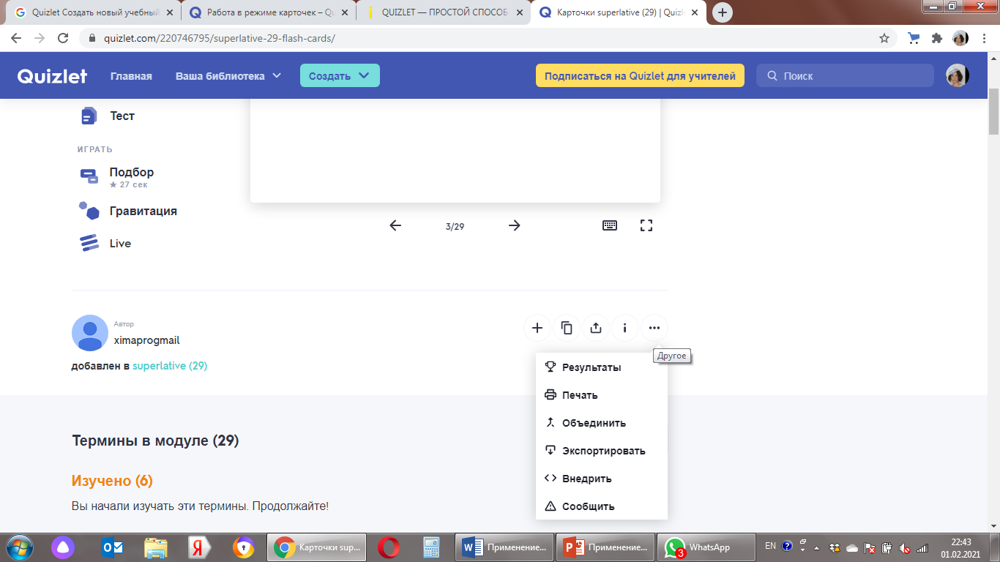 Quizlet Создать новый учебный
Работа в режиме карточек – Qu
QUIZLET — ПРОСТОЙ СПОСОБ
Карточки superlative (29) | Quizl
quizlet.com/220746795/superlative-29-flash-cards/
Quizlet
Главная
Ваша библиотека
Создать
Подписаться на Quizlet для учителей
Поиск
Тест
ИГРАТЬ
Подбор
27 сек
Гравитация
Live
3/29
Автор
ximaprogmail
добавлен в superlative (29)
Другое
Результаты
Печать
Объединить
Экспортировать
Внедрить
Сообщить
Термины в модуле (29)
Изучено (6)
Вы начали изучать эти термины. Продолжайте!
Карточки sup...
Применение...
Применение...
3
WhatsApp
EN
22:43
01.02.2021